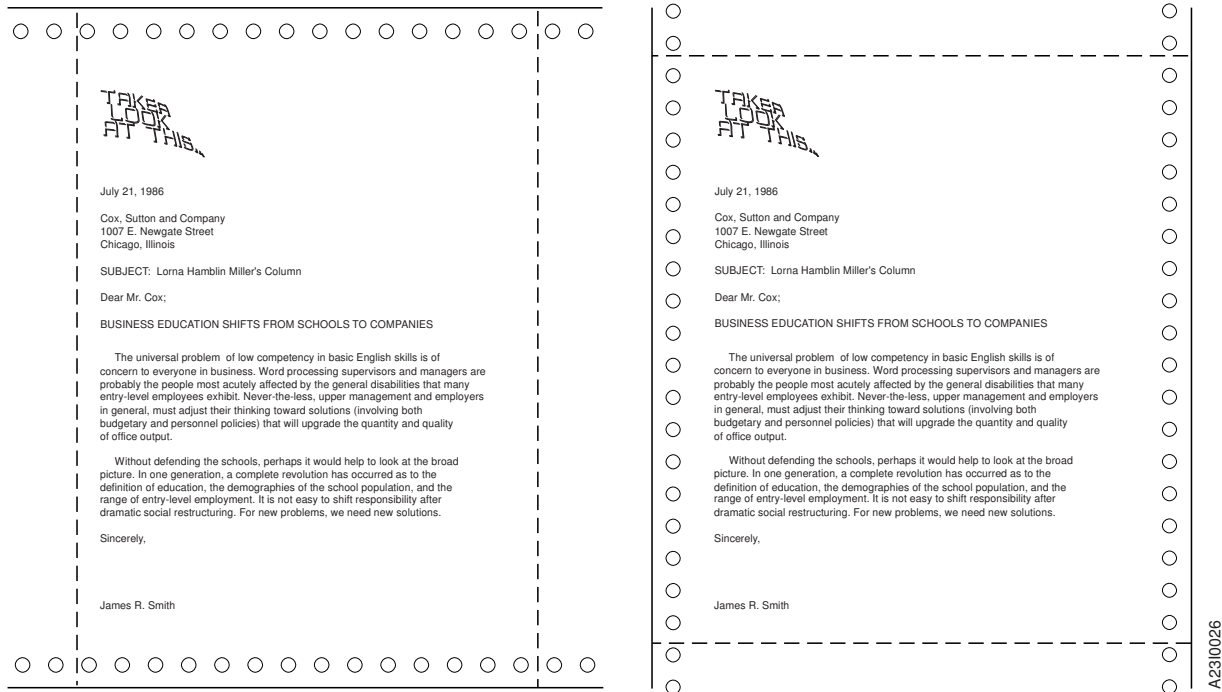 TAKE A
LOOK
AT THIS...
July 21, 1986
Cox, Sutton and Company
1007 E. Newgate Street
Chicago, Illinois
SUBJECT:  Lorna Hamblin Miller's Column
Dear Mr. Cox;
BUSINESS EDUCATION SHIFTS FROM SCHOOLS TO COMPANIES
The universal problem  of low competency in basic English skills is of
concern to everyone in business. Word processing supervisors and managers are
probably the people most acutely affected by the general disabilities that many
entry-level employees exhibit. Never-the-less, upper management and employers
in general, must adjust their thinking toward solutions (involving both
budgetary and personnel policies) that will upgrade the quantity and quality
of office output.
Without defending the schools, perhaps it would help to look at the broad
picture. In one generation, a complete revolution has occurred as to the
definition of education, the demographies of the school population, and the
range of entry-level employment. It is not easy to shift responsibility after
dramatic social restructuring. For new problems, we need new solutions.
Sincerely,
James R. Smith
TAKE A
LOOK
AT THIS...
July 21, 1986
Cox, Sutton and Company
1007 E. Newgate Street
Chicago, Illinois
SUBJECT:  Lorna Hamblin Miller's Column
Dear Mr. Cox;
BUSINESS EDUCATION SHIFTS FROM SCHOOLS TO COMPANIES
The universal problem  of low competency in basic English skills is of
concern to everyone in business. Word processing supervisors and managers are
probably the people most acutely affected by the general disabilities that many
entry-level employees exhibit. Never-the-less, upper management and employers
in general, must adjust their thinking toward solutions (involving both
budgetary and personnel policies) that will upgrade the quantity and quality
of office output.
Without defending the schools, perhaps it would help to look at the broad
picture. In one generation, a complete revolution has occurred as to the
definition of education, the demographies of the school population, and the
range of entry-level employment. It is not easy to shift responsibility after
dramatic social restructuring. For new problems, we need new solutions.
Sincerely,
James R. Smith
A23I0026